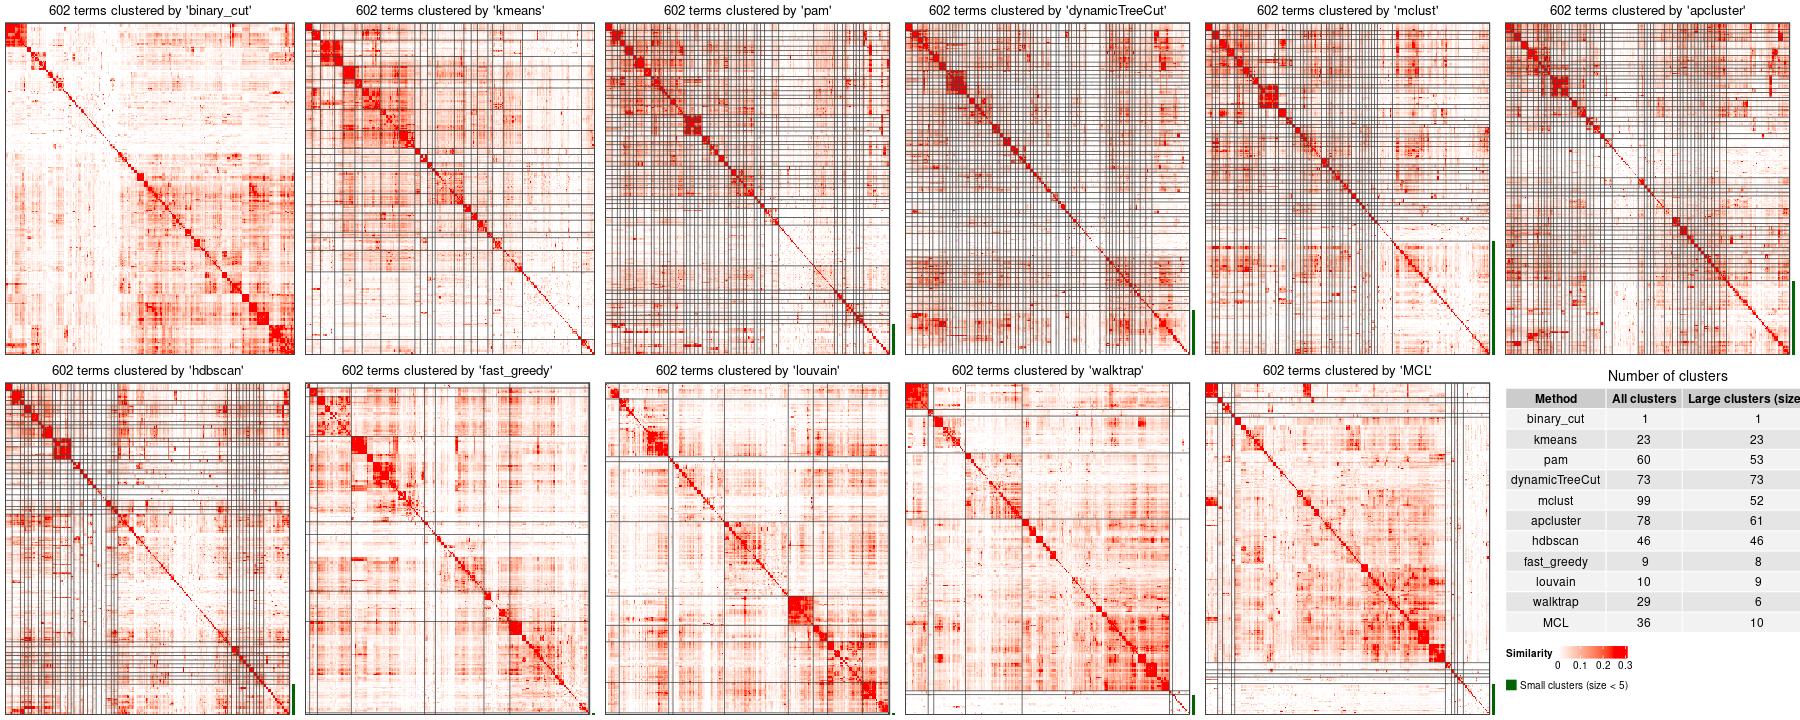 602 terms clustered by 'binary_cut'
602 terms clustered by 'kmeans'
602 terms clustered by 'pam'
602 terms clustered by 'dynamicTreeCut'
602 terms clustered by 'mclust'
602 terms clustered by 'apcluster'
602 terms clustered by 'hdbscan'
602 terms clustered by 'fast_greedy'
602 terms clustered by 'louvain'
602 terms clustered by 'walktrap'
602 terms clustered by 'MCL'
Number of clusters
Method All clusters Large clusters (size
binary_cut 1 1
kmeans 23 23
pam 60 53
dynamicTreeCut 73 73
mclust 99 52
apcluster 78 61
hdbscan 46 46
fast_greedy 9 8
louvain 10 9
walktrap 29 6
MCL 36 10
Similarity
0 0.1 0.2 0.3
Small clusters (size < 5)